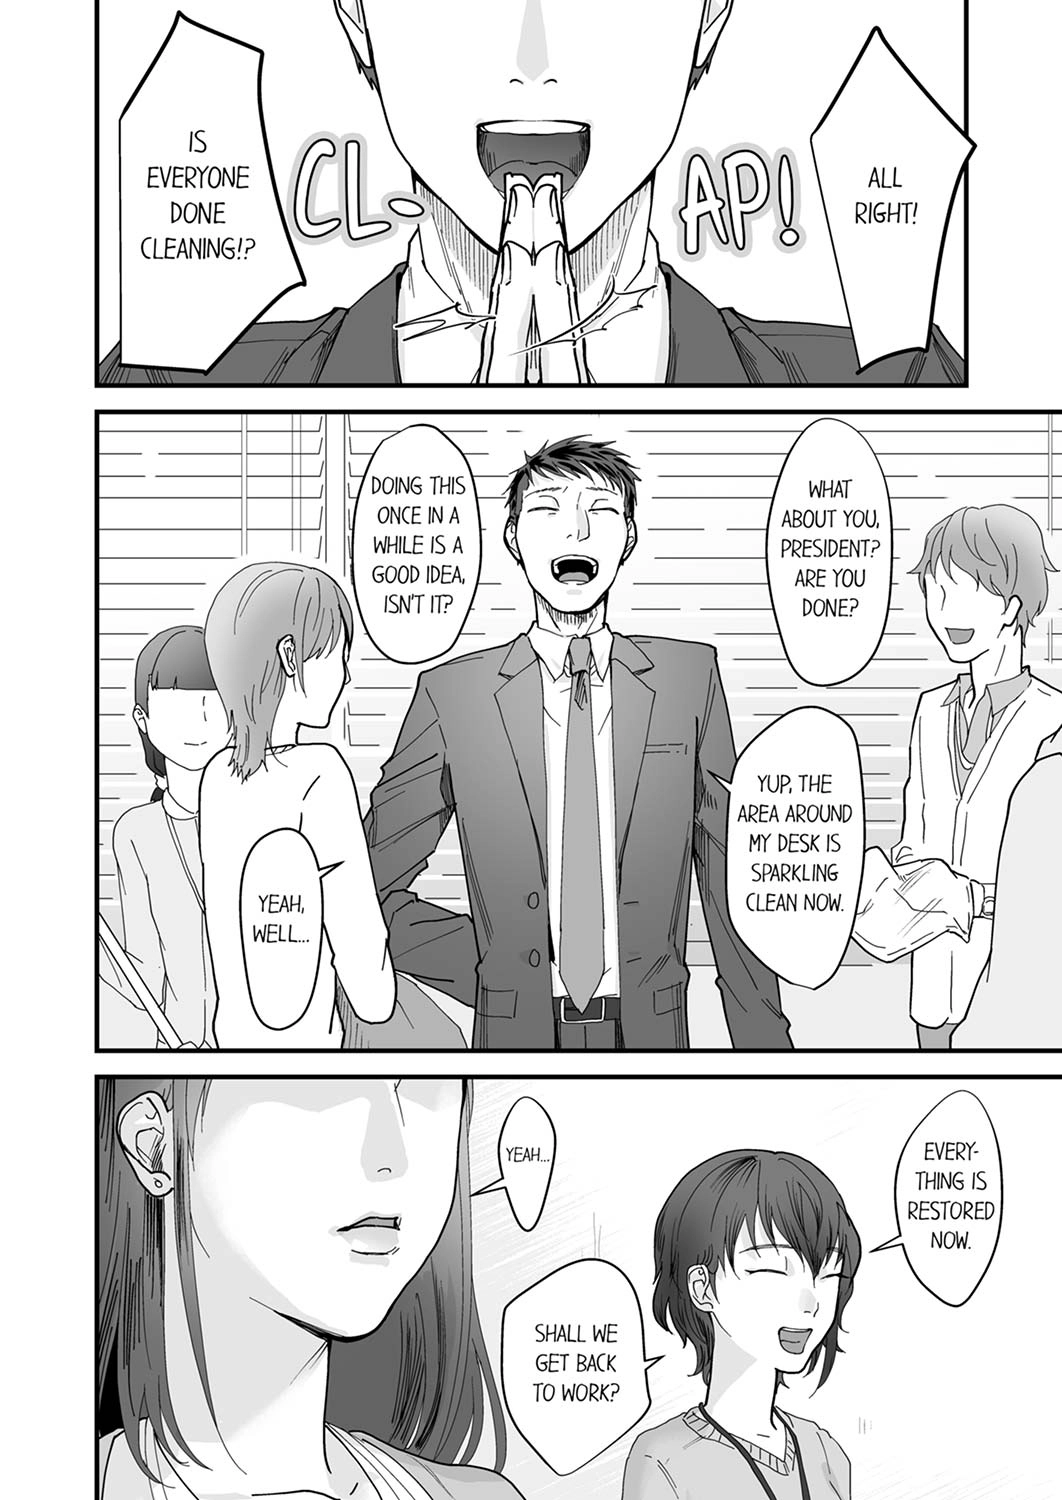 ALL
RIGHT!
CL-
AP!
IS
EVERYONE
DONE
CLEANING!?
WHAT
ABOUT YOU,
PRESIDENT?
ARE YOU
DONE?
DOING THIS
ONCE IN A
WHILE IS A
GOOD IDEA,
ISN'T IT?
YUP, THE
AREA AROUND
MY DESK IS
SPARKLING
CLEAN NOW.
YEAH,
WELL...
EVERY-
THING IS
RESTORED
NOW.
YEAH...
SHALL WE
GET BACK
TO WORK?